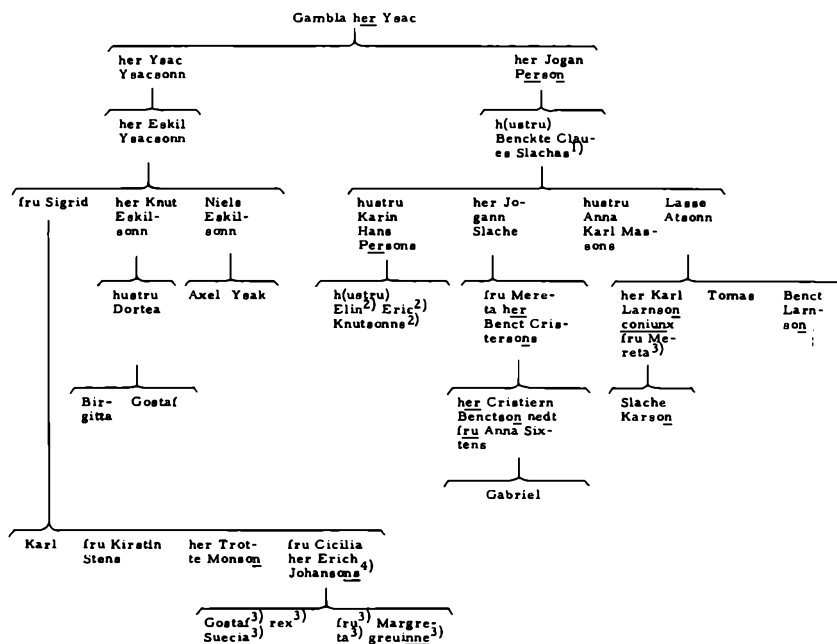 Gambla her Ysac
her Ysac
Ysacsonn
her Jogan
Person
her Eskil
Ysacsonn
h(ustru)
Benckte Clau-
es Slachas1)
fru Sigrid
her Knut
Eskil-
sonn
Niels
Eskil-
sonn
hustru
Karin
Hans
Persons
her Jo-
gann
Slache
hustru
Anna
Karl Mas-
sons
Lasse
Atsonn
hustru
Dortea
Axel Ysak
h(ustru)
Elin2) Eric2)
Knutsonns2)
fru Mere-
ta her
Benct Cris-
tersons
her Karl
Larnson
coniunx
fru Me-
reta3)
Tomas
Benct
Larn-
son
Bir-
gitta
Gostaf
her Cristiern
Benctson nedt
fru Anna Six-
tens
Slache
Karson
Gabriel
Karl
fru Kirstin
Stens
her Trot-
te Monson
fru Cicilia
her Erich
Johansons4)
Gostaf3) rex3)
Suecia3)
fru3) Margre-
ta3) greuinne3)